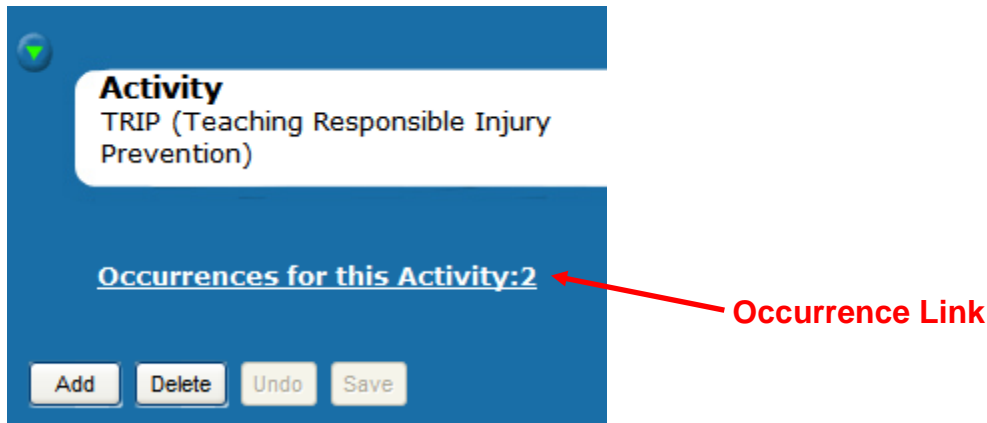 Activity
TRIP (Teaching Responsible Injury
Prevention)
Occurrences for this Activity:2
Occurrence Link
Add Delete Undo Save